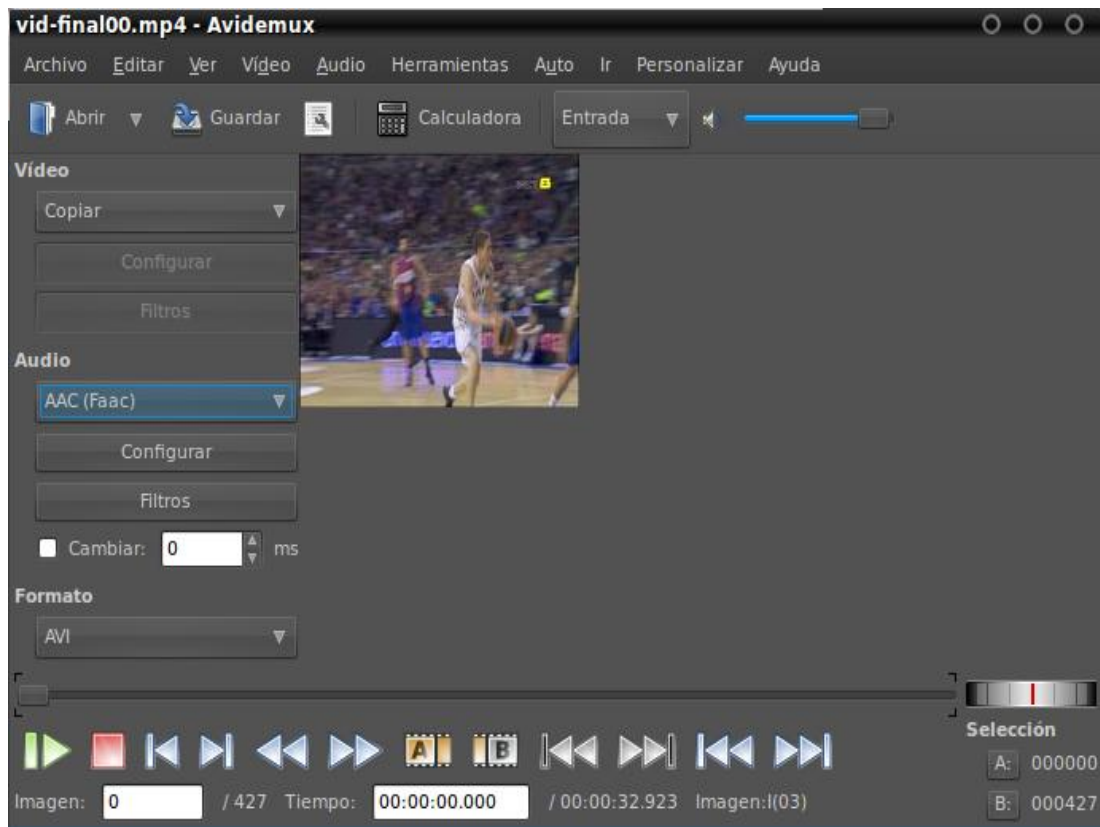 vid-final00.mp4 - Avidemux
Archivo Editar Ver Vídeo Audio Herramientas Auto Ir Personalizar Ayuda
Abrir Guardar Calculadora Entrada
Vídeo
Copiar
Configurar
Filtros
Audio
AAC (Faac)
Configurar
Filtros
Cambiar: 0 ms
Formato
AVI
A B
Selección
A: 000000
Imagen: 0 / 427 Tiempo: 00:00:00.000 / 00:00:32.923 Imagen:I(03)
B: 000427